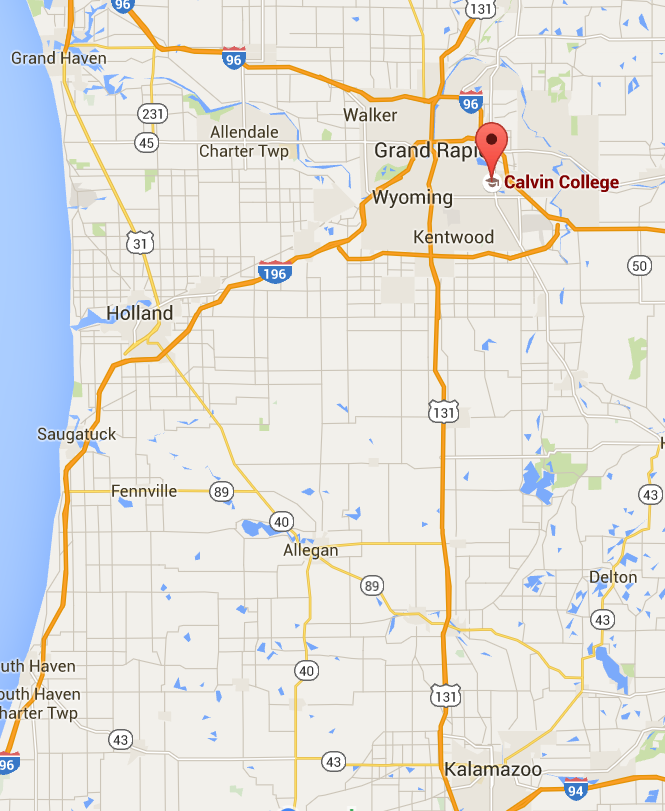 96
131
Grand Haven
96
96
231
Walker
45
Allendale
Charter Twp
Grand Rapi
Calvin College
Wyoming
31
Kentwood
50
196
Holland
131
Saugatuck
43
Fennville
89
40
Allegan
89
Delton
43
outh Haven
40
outh Haven
harter Twp
131
43
43
96
Kalamazoo
94